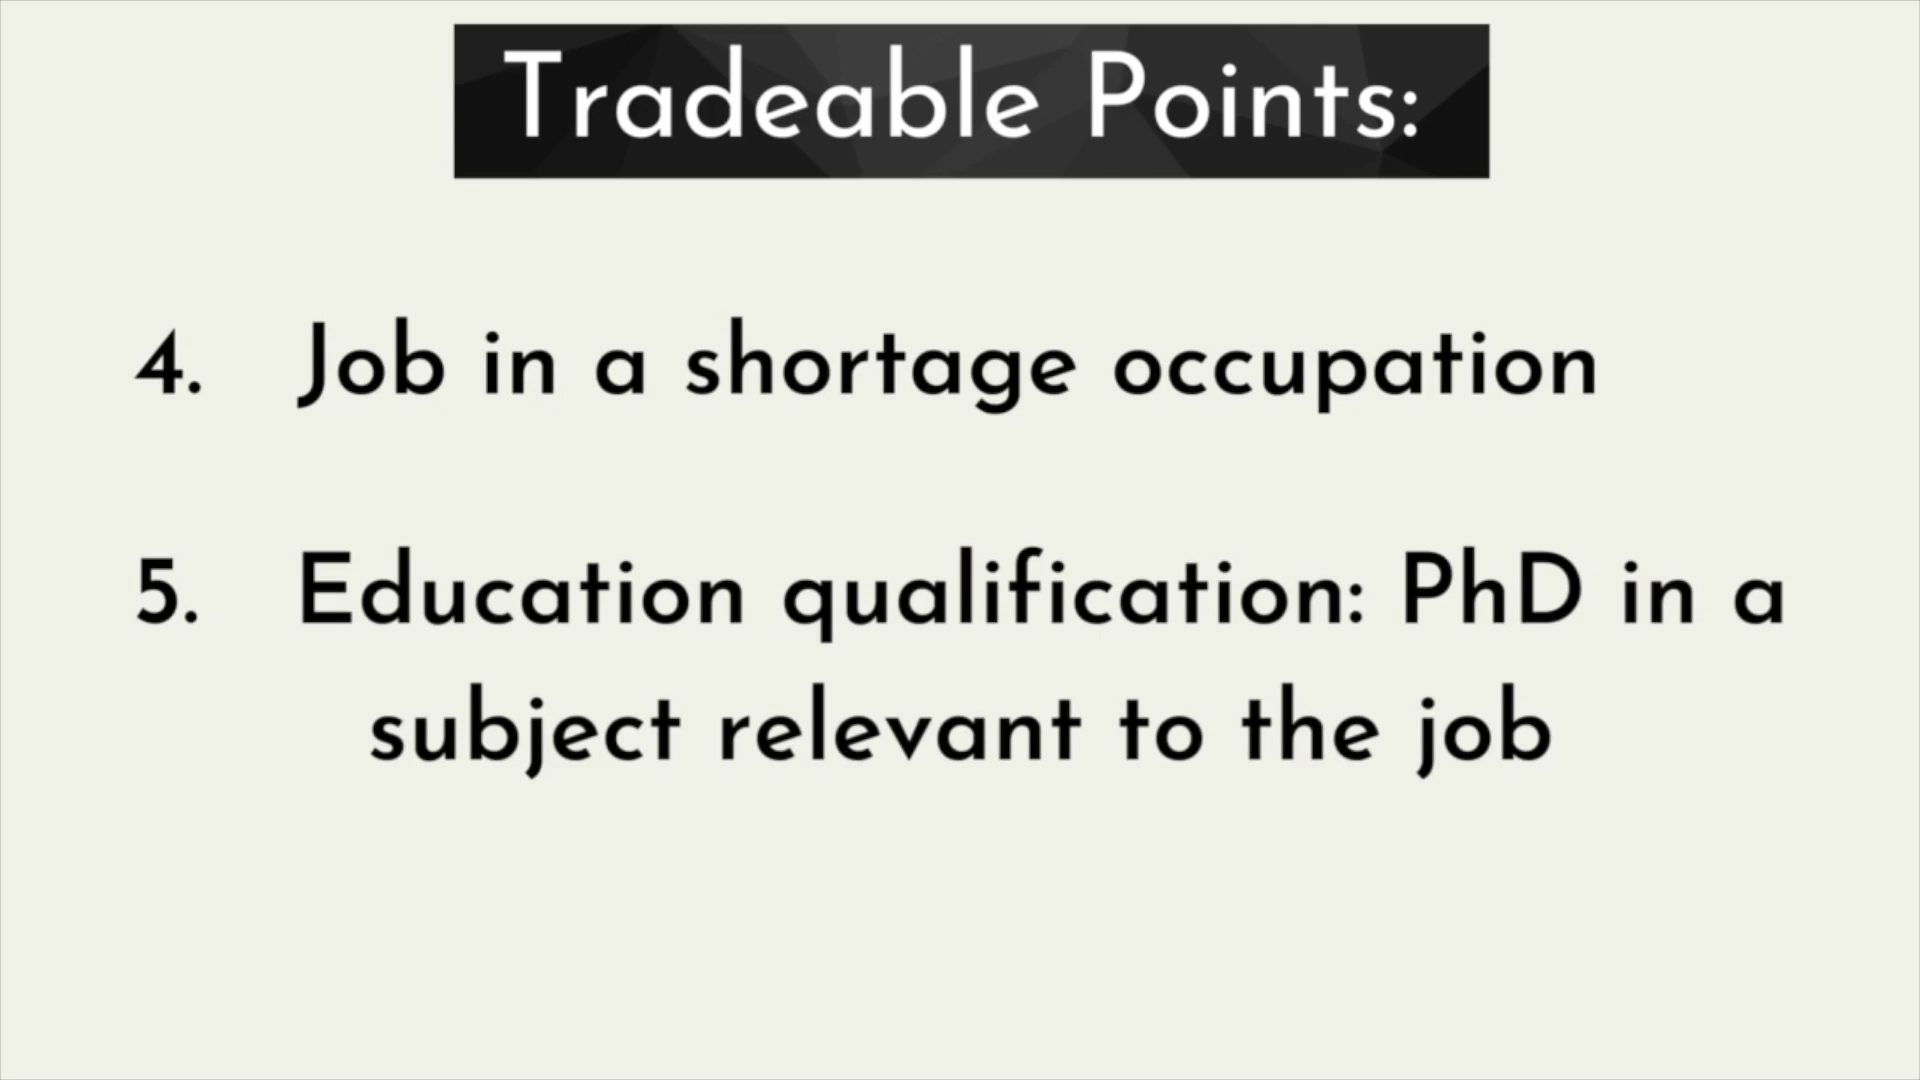 Tradeable Points:
4. Job in a shortage occupation
5. Education qualification: PhD in a
subject relevant to the job